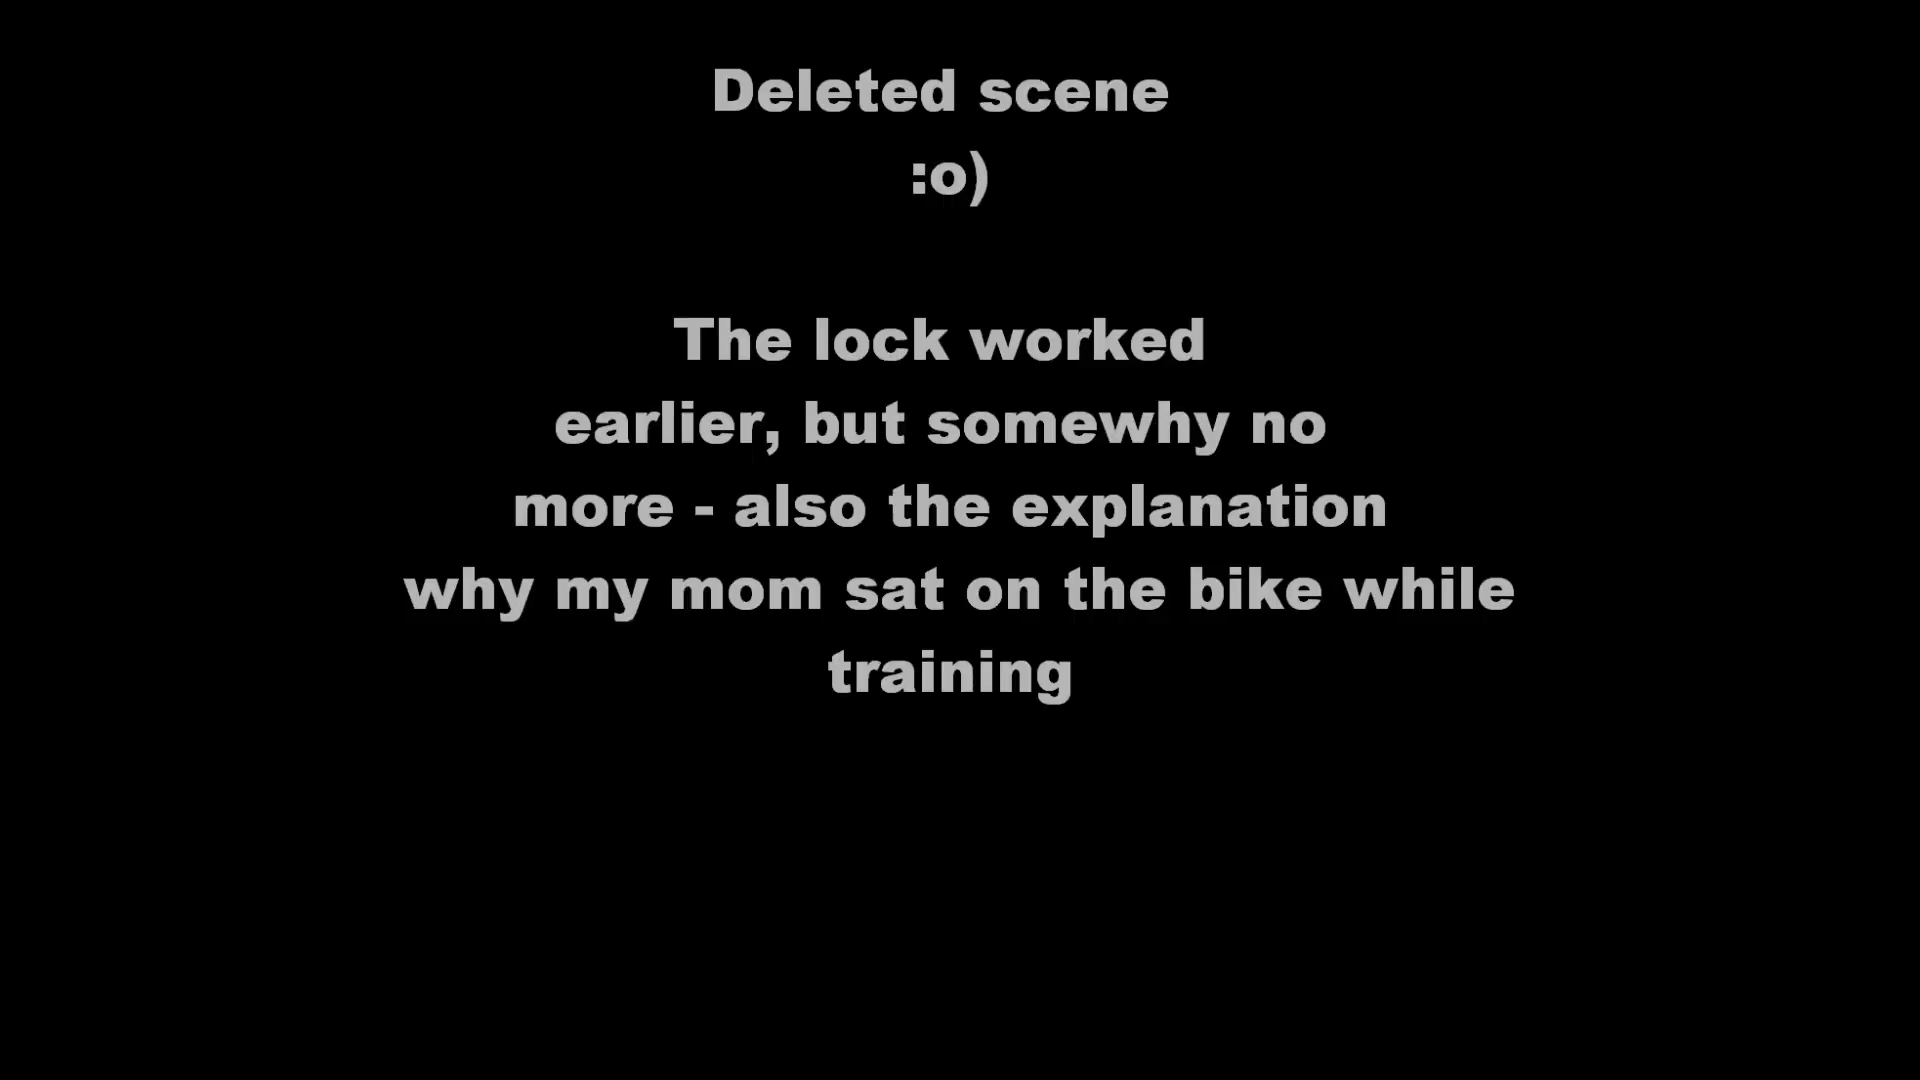 Deleted scene
:o)
The lock worked
earlier, but somewhy no
more - also the explanation
why my mom sat on the bike while
training